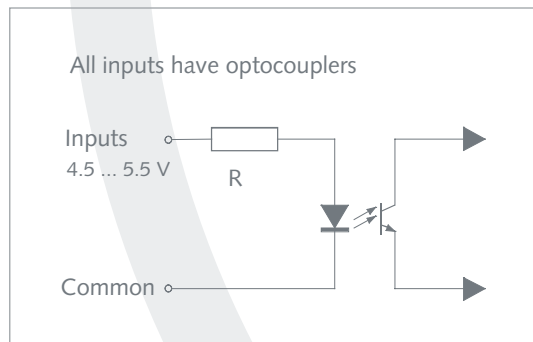 All inputs have optocouplers
Inputs
4.5 ... 5.5 V
R
Common